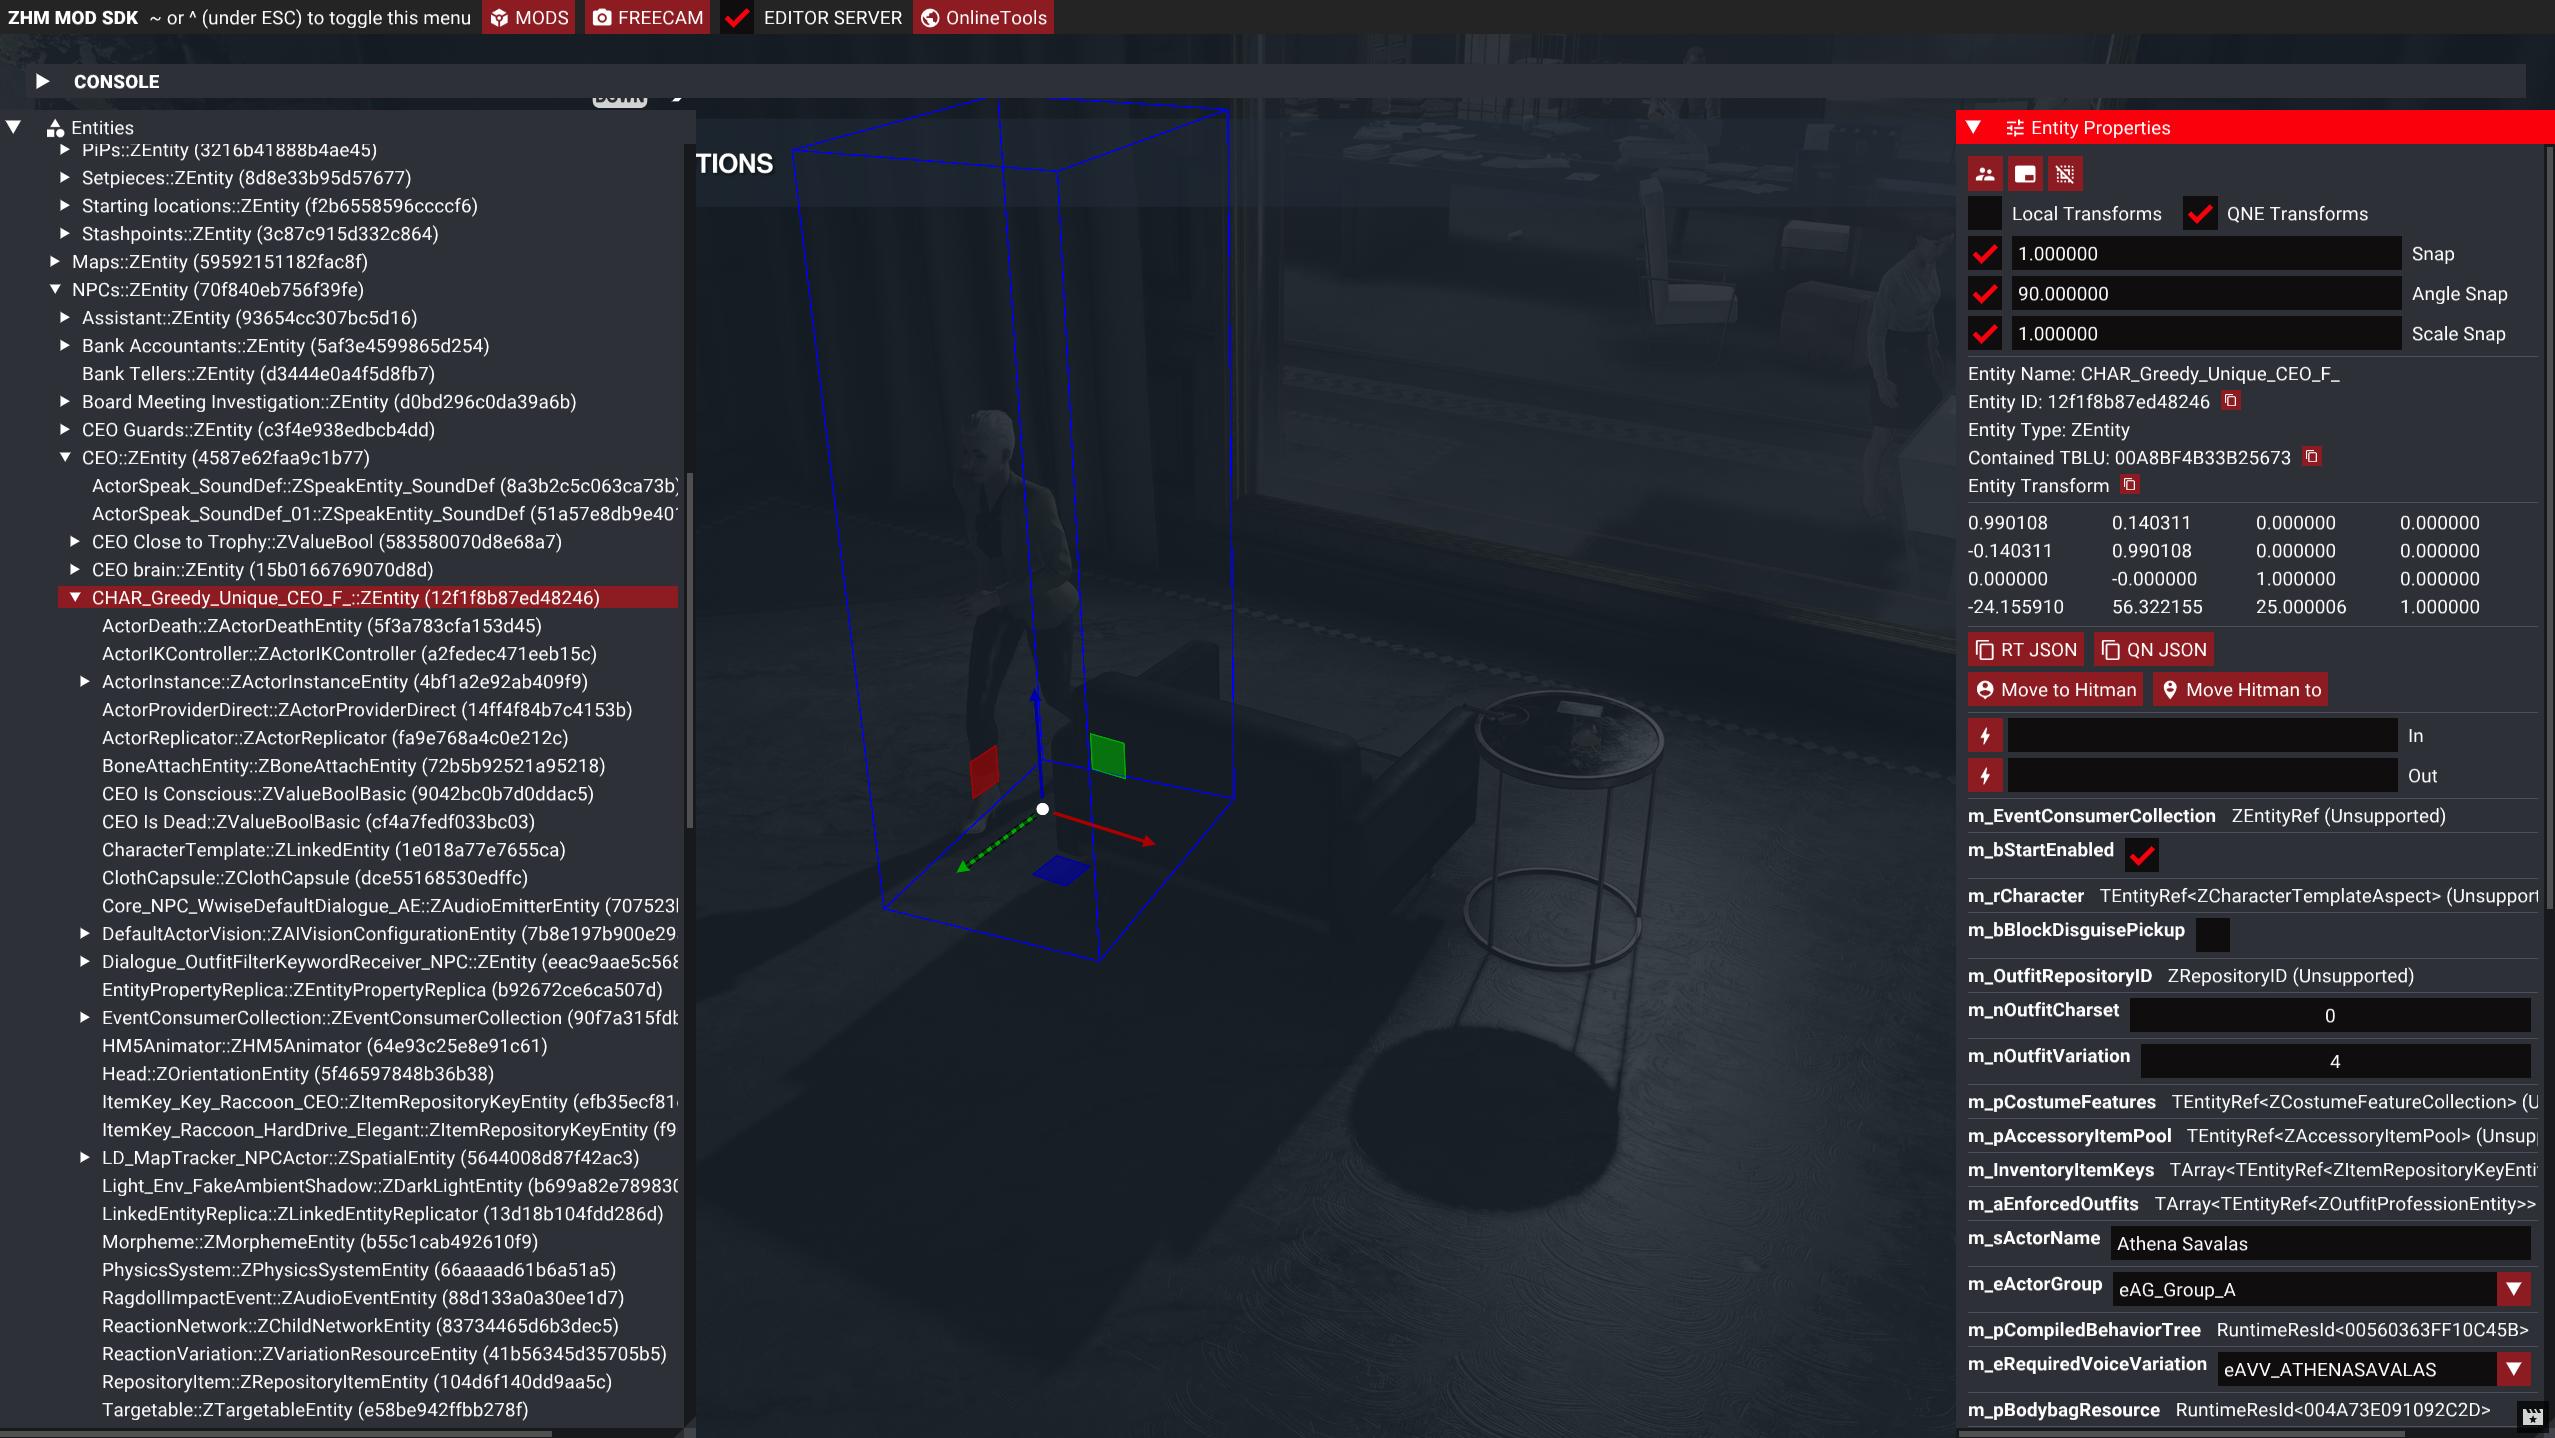 ZHM MOD SDK ~ or ^ (under ESC) to toggle this menu MODS FREECAM EDITOR SERVER OnlineTools
CONSOLE
DOWN
TIONS
Entities
PiPs::ZEntity (3216b41888b4ae45)
Setpieces::ZEntity (8d8e33b95d57677)
Starting locations::ZEntity (f2b6558596ccccf6)
Stashpoints::ZEntity (3c87c915d332c864)
Maps::ZEntity (59592151182fac8f)
NPCs::ZEntity (70f840eb756f39fe)
Assistant::ZEntity (93654cc307bc5d16)
Bank Accountants::ZEntity (5af3e4599865d254)
Bank Tellers::ZEntity (d3444e0a4f5d8fb7)
Board Meeting Investigation::ZEntity (d0bd296c0da39a6b)
CEO Guards::ZEntity (c3f4e938edbcb4dd)
CEO::ZEntity (4587e62faa9c1b77)
ActorSpeak_SoundDef::ZSpeakEntity_SoundDef (8a3b2c5c063ca73b)
ActorSpeak_SoundDef_01::ZSpeakEntity_SoundDef (51a57e8db9e401
CEO Close to Trophy::ZValueBool (583580070d8e68a7)
CEO brain::ZEntity (15b0166769070d8d)
CHAR_Greedy_Unique_CEO_F_::ZEntity (12f1f8b87ed48246)
ActorDeath::ZActorDeathEntity (5f3a783cfa153d45)
ActorIKController::ZActorIKController (a2fedec471eeb15c)
ActorInstance::ZActorInstanceEntity (4bf1a2e92ab409f9)
ActorProviderDirect::ZActorProviderDirect (14ff4f84b7c4153b)
ActorReplicator::ZActorReplicator (fa9e768a4c0e212c)
BoneAttachEntity::ZBoneAttachEntity (72b5b92521a95218)
CEO Is Conscious::ZValueBoolBasic (9042bc0b7d0ddac5)
CEO Is Dead::ZValueBoolBasic (cf4a7fedf033bc03)
CharacterTemplate::ZLinkedEntity (1e018a77e7655ca)
ClothCapsule::ZClothCapsule (dce55168530edffc)
Core_NPC_WwiseDefaultDialogue_AE::ZAudioEmitterEntity (707523
DefaultActorVision::ZAIVisionConfigurationEntity (7b8e197b900e29
Dialogue_OutfitFilterKeywordReceiver_NPC::ZEntity (eeac9aae5c568
EntityPropertyReplica::ZEntityPropertyReplica (b92672ce6ca507d)
EventConsumerCollection::ZEventConsumerCollection (90f7a315fdb
HM5Animator::ZHM5Animator (64e93c25e8e91c61)
Head::ZOrientationEntity (5f46597848b36b38)
ItemKey_Key_Raccoon_CEO::ZItemRepositoryKeyEntity (efb35ecf81
ItemKey_Raccoon_HardDrive_Elegant::ZItemRepositoryKeyEntity (f9
LD_MapTracker_NPCActor::ZSpatialEntity (5644008d87f42ac3)
Light_Env_FakeAmbientShadow::ZDarkLightEntity (b699a82e789830
LinkedEntityReplica::ZLinkedEntityReplicator (13d18b104fdd286d)
Morpheme::ZMorphemeEntity (b55c1cab492610f9)
PhysicsSystem::ZPhysicsSystemEntity (66aaaad61b6a51a5)
RagdollImpactEvent::ZAudioEventEntity (88d133a0a30ee1d7)
ReactionNetwork::ZChildNetworkEntity (83734465d6b3dec5)
ReactionVariation::ZVariationResourceEntity (41b56345d35705b5)
RepositoryItem::ZRepositoryItemEntity (104d6f140dd9aa5c)
Targetable::ZTargetableEntity (e58be942ffbb278f)
Entity Properties
Local Transforms QNE Transforms
1.000000 Snap
90.000000 Angle Snap
1.000000 Scale Snap
Entity Name: CHAR_Greedy_Unique_CEO_F_
Entity ID: 12f1f8b87ed48246
Entity Type: ZEntity
Contained TBLU: 00A8BF4B33B25673
Entity Transform
0.990108 0.140311 0.000000 0.000000
-0.140311 0.990108 0.000000 0.000000
0.000000 -0.000000 1.000000 0.000000
-24.155910 56.322155 25.000006 1.000000
RT JSON QN JSON
Move to Hitman Move Hitman to
In
Out
m_EventConsumerCollection ZEntityRef (Unsupported)
m_bStartEnabled
m_rCharacter TEntityRef<ZCharacterTemplateAspect> (Unsupport
m_bBlockDisguisePickup
m_OutfitRepositoryID ZRepositoryID (Unsupported)
m_nOutfitCharset 0
m_nOutfitVariation 4
m_pCostumeFeatures TEntityRef<ZCostumeFeatureCollection> (U
m_pAccessoryItemPool TEntityRef<ZAccessoryItemPool> (Unsup
m_InventoryItemKeys TArray<TEntityRef<ZItemRepositoryKeyEnti
m_aEnforcedOutfits TArray<TEntityRef<ZOutfitProfessionEntity>>
m_sActorName Athena Savalas
m_eActorGroup eAG_Group_A
m_pCompiledBehaviorTree RuntimeResId<00560363FF10C45B>
m_eRequiredVoiceVariation eAVV_ATHENASAVALAS
m_pBodybagResource RuntimeResId<004A73E091092C2D>